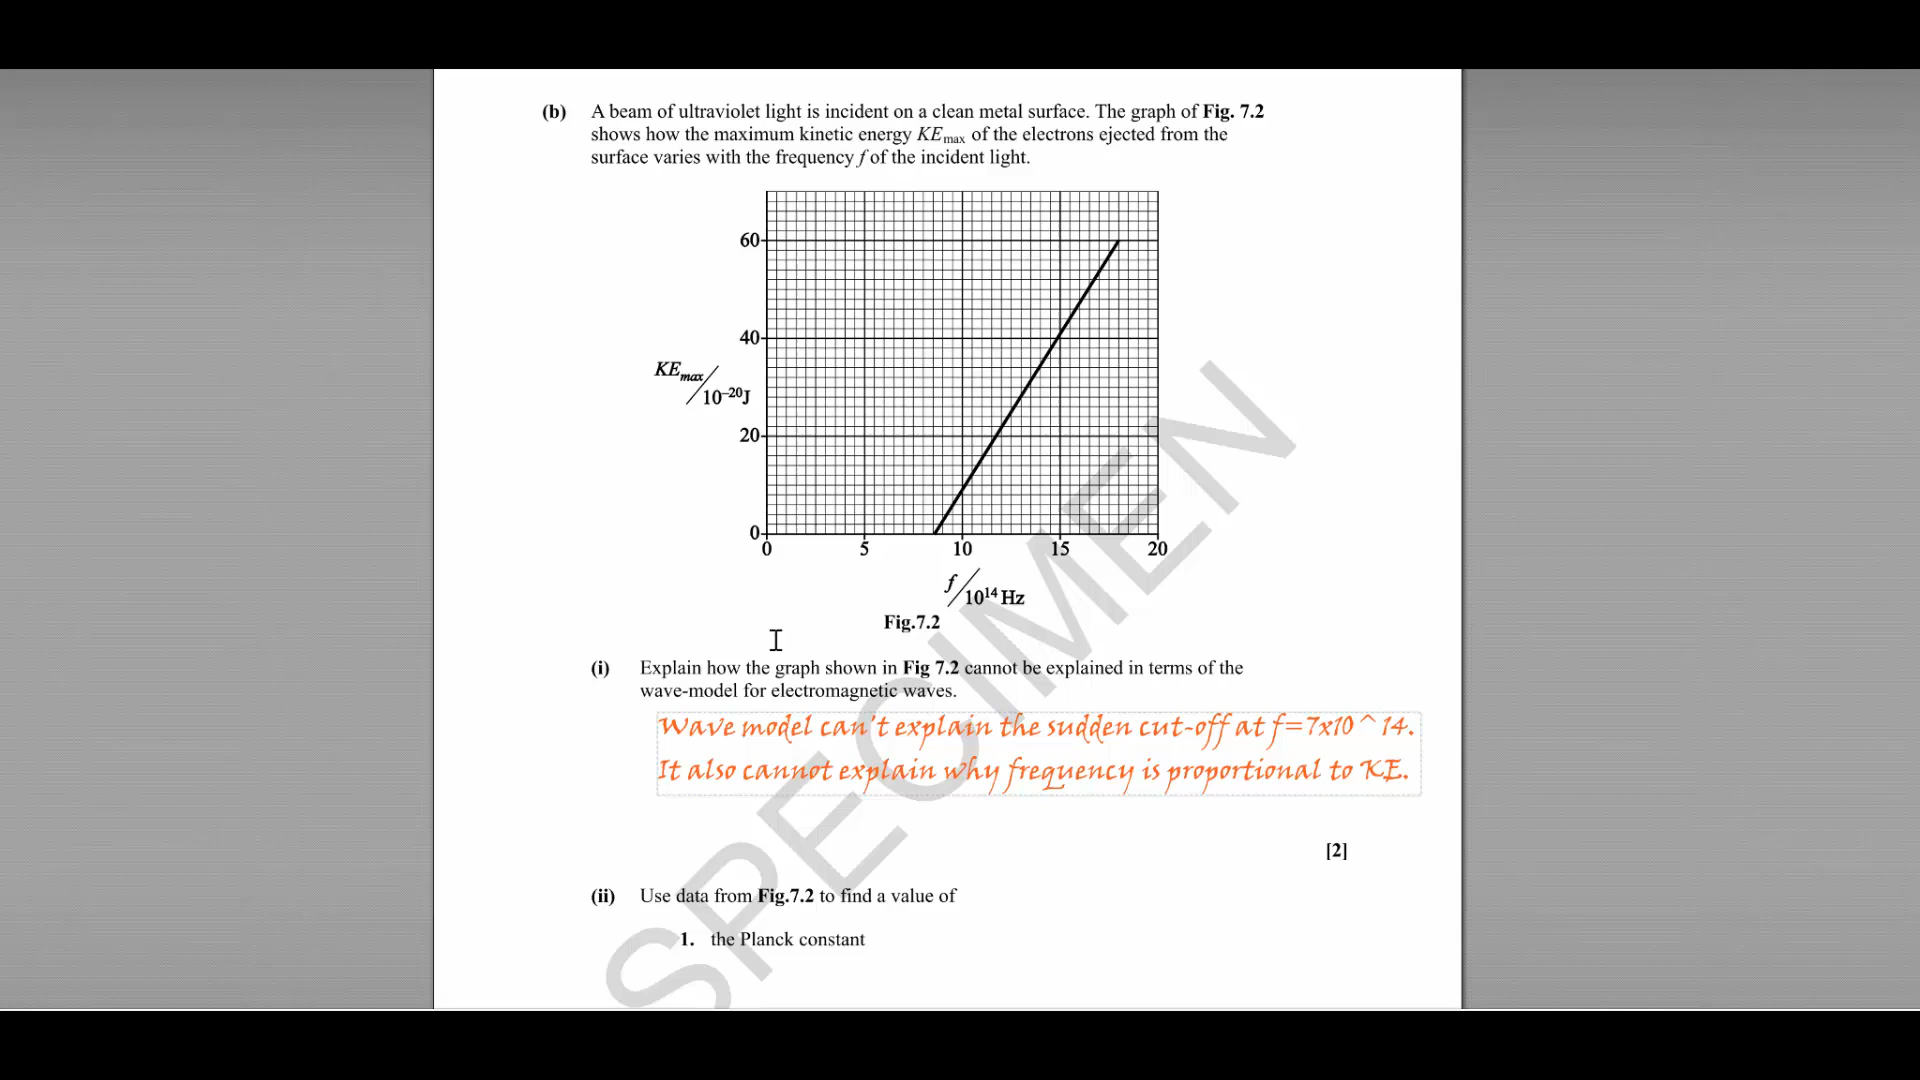 (b) A beam of ultraviolet light is incident on a clean metal surface. The graph of Fig. 7.2
shows how the maximum kinetic energy KEmax of the electrons ejected from the
surface varies with the frequency f of the incident light.
60
40
KEmax/
10⁻²⁰J
20
0
0 5 10 15 20
f/
10¹⁴ Hz
Fig.7.2
(i) Explain how the graph shown in Fig 7.2 cannot be explained in terms of the
wave-model for electromagnetic waves.
Wave model can't explain the sudden cut-off at f=7x10^14.
It also cannot explain why frequency is proportional to KE.
[2]
(ii) Use data from Fig.7.2 to find a value of
1. the Planck constant
SPECIMEN